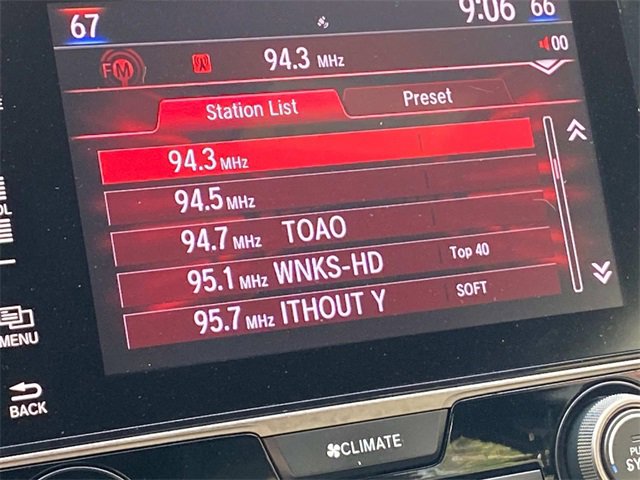 67 9:06 66
FM 94.3 MHz 00
Station List Preset
94.3 MHz
94.5 MHz
94.7 MHz TOAO
95.1 MHz WNKS-HD Top 40
95.7 MHz ITHOUT Y SOFT
MENU
BACK
CLIMATE